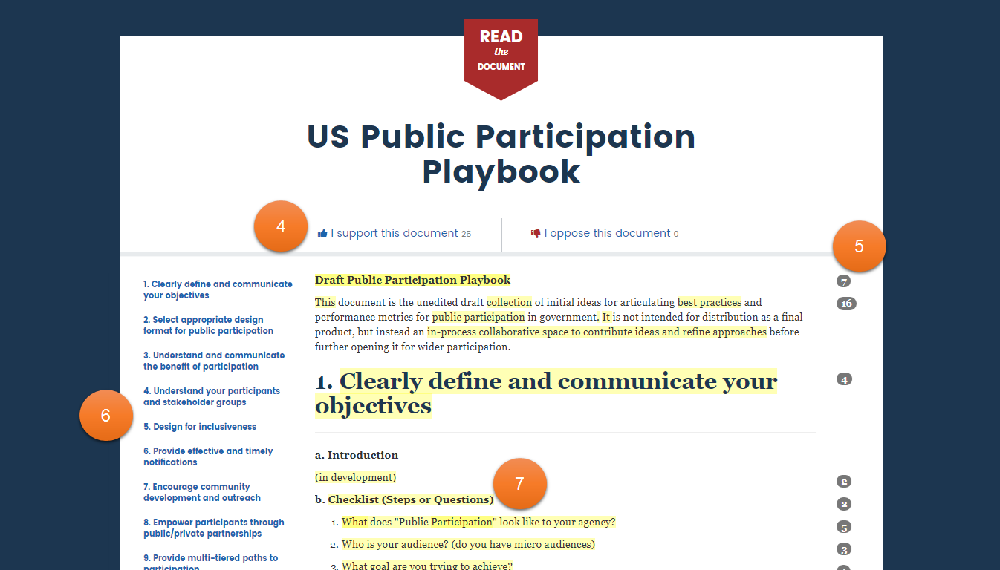 READ
the
DOCUMENT
US Public Participation
Playbook
4
I support this document 25
I oppose this document 0
5
1. Clearly define and communicate
your objectives
2. Select appropriate design
format for public participation
3. Understand and communicate
the benefit of participation
4. Understand your participants
and stakeholder groups
6
5. Design for inclusiveness
6. Provide effective and timely
notifications
7. Encourage community
development and outreach
8. Empower participants through
public/private partnerships
9. Provide multi-tiered paths to
participation
Draft Public Participation Playbook
7
This document is the unedited draft collection of initial ideas for articulating best practices and
16
performance metrics for public participation in government. It is not intended for distribution as a final
product, but instead an in-process collaborative space to contribute ideas and refine approaches before
further opening it for wider participation.
1. Clearly define and communicate your
objectives
4
a. Introduction
(in development)
2
7
b. Checklist (Steps or Questions)
2
1. What does "Public Participation" look like to your agency?
5
2. Who is your audience? (do you have micro audiences)
3
3. What goal are you trying to achieve?